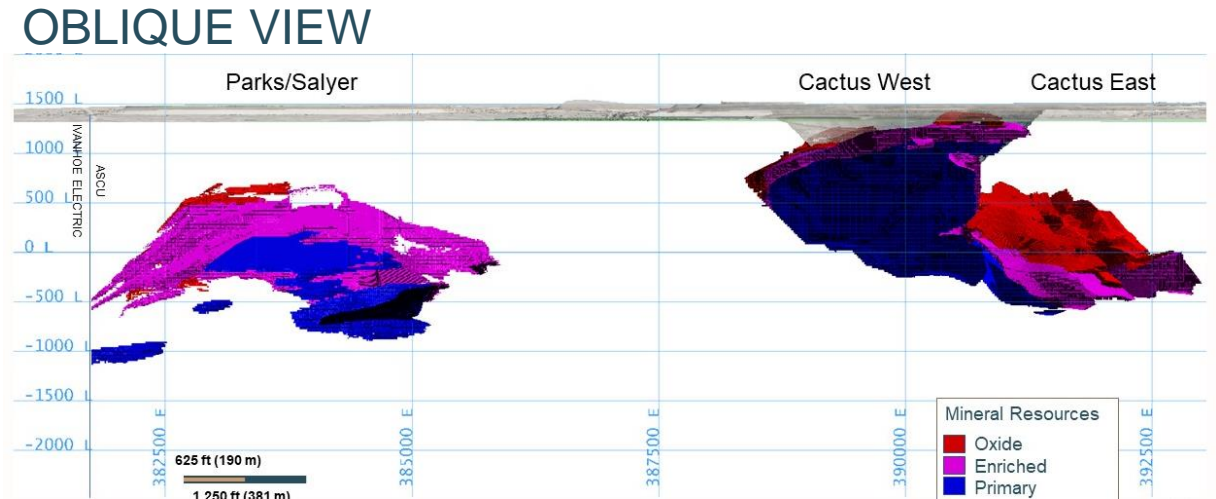 OBLIQUE VIEW
Parks/Salyer
Cactus West
Cactus East
1500 L
IVANHOE ELECTRIC
ASCU
1000 L
500 L
0 L
-500 L
-1000 L
-1500 L
-2000 L
382500 E
385000 E
387500 E
390000 E
392500 E
625 ft (190 m)
1,250 ft (381 m)
Mineral Resources
Oxide
Enriched
Primary